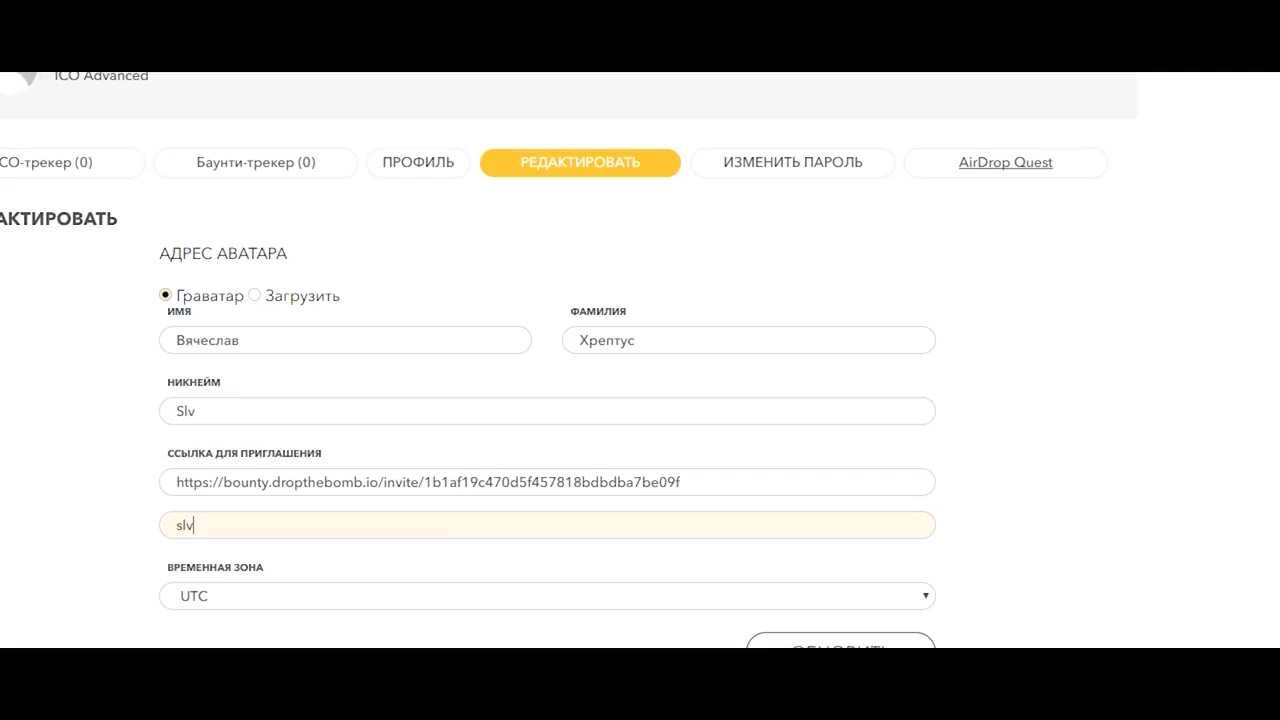 ICO Advanced
СО-трекер (0) Баунти-трекер (0) ПРОФИЛЬ РЕДАКТИРОВАТЬ ИЗМЕНИТЬ ПАРОЛЬ AirDrop Quest
АКТИРОВАТЬ
АДРЕС АВАТАРА
Граватар Загрузить
ИМЯ ФАМИЛИЯ
Вячеслав Хрептус
НИКНЕЙМ
Slv
ССЫЛКА ДЛЯ ПРИГЛАШЕНИЯ
https://bounty.dropthebomb.io/invite/1b1af19c470d5f457818bdbdba7be09f
slv
ВРЕМЕННАЯ ЗОНА
UTC